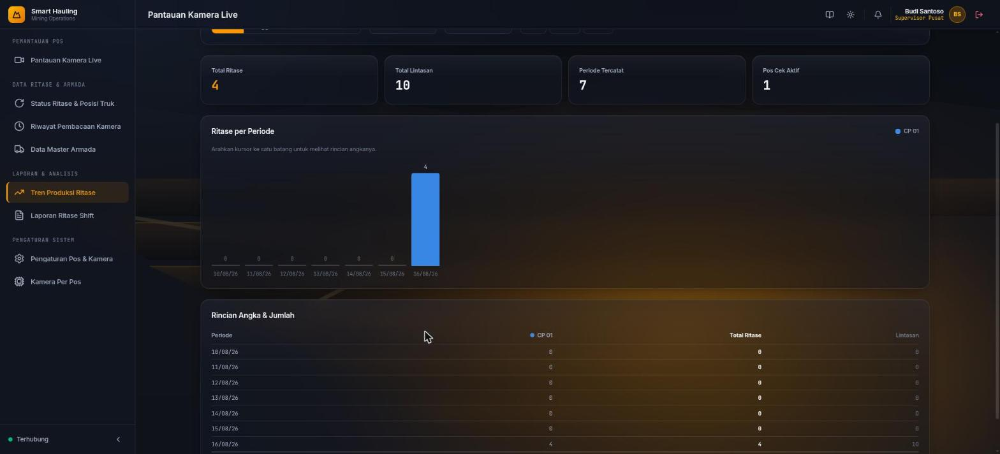 Smart Hauling
Mining Operations
Pantauan Kamera Live
Budi Santoso
Supervisor Pusat
BS
PEMANTAUAN POS
Pantauan Kamera Live
DATA RITASE & ARMADA
Status Ritase & Posisi Truk
Riwayat Pembacaan Kamera
Data Master Armada
LAPORAN & ANALISIS
Tren Produksi Ritase
Laporan Ritase Shift
PENGATURAN SISTEM
Pengaturan Pos & Kamera
Kamera Per Pos
Terhubung
Total Ritase
4
Total Lintasan
10
Periode Tercatat
7
Pos Cek Aktif
1
Ritase per Periode
CP 01
Arahkan kursor ke satu batang untuk melihat rincian angkanya.
4
0 0 0 0 0 0
10/08/26 11/08/26 12/08/26 13/08/26 14/08/26 15/08/26 16/08/26
Rincian Angka & Jumlah
Periode CP 01 Total Ritase Lintasan
10/08/26 0 0 0
11/08/26 0 0 0
12/08/26 0 0 0
13/08/26 0 0 0
14/08/26 0 0 0
15/08/26 0 0 0
16/08/26 4 4 10